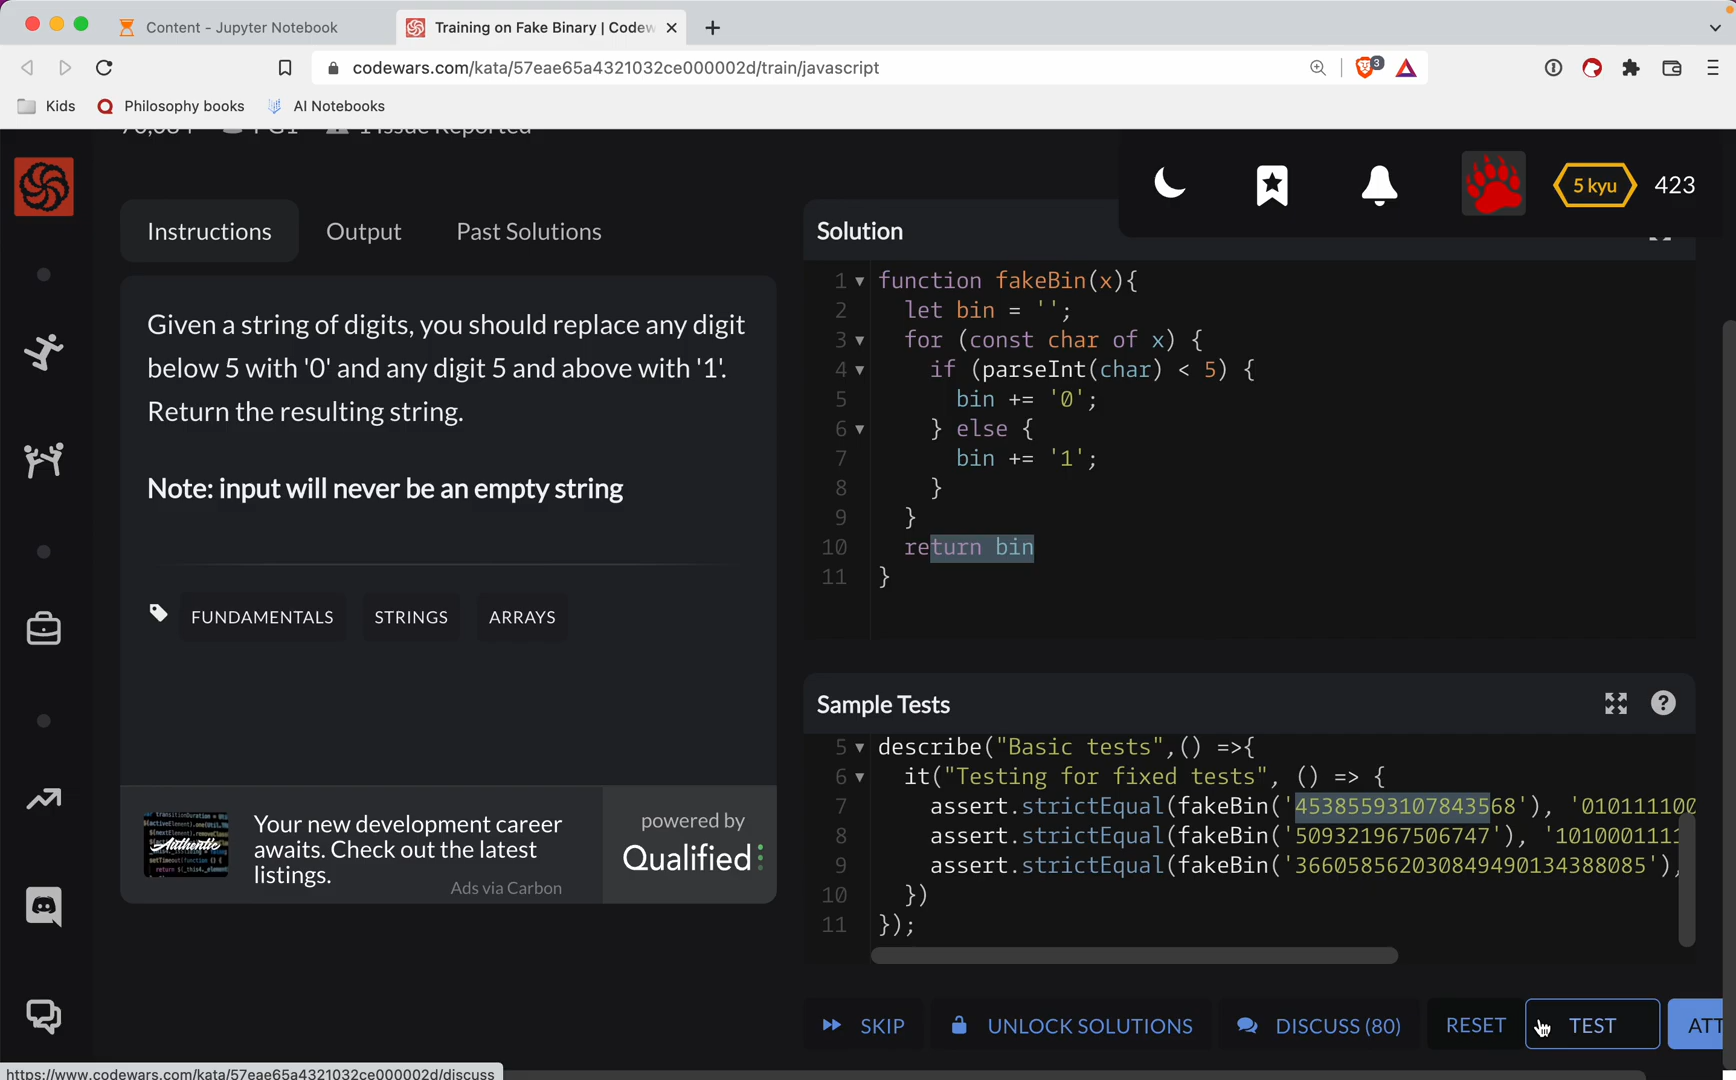 Content - Jupyter Notebook
Training on Fake Binary | Codew
codewars.com/kata/57eae65a4321032ce000002d/train/javascript
3
Kids
Philosophy books
AI Notebooks
1 Issue Reported
5 kyu
423
Instructions
Output
Past Solutions
Given a string of digits, you should replace any digit
below 5 with '0' and any digit 5 and above with '1'.
Return the resulting string.
Note: input will never be an empty string
FUNDAMENTALS
STRINGS
ARRAYS
Authentic
Your new development career
awaits. Check out the latest
listings.
Ads via Carbon
powered by
Qualified
Solution
1 function fakeBin(x){
2 let bin = '';
3 for (const char of x) {
4 if (parseInt(char) < 5) {
5 bin += '0';
6 } else {
7 bin += '1';
8 }
9 }
10 return bin
11 }
Sample Tests
5 describe("Basic tests",() =>{
6 it("Testing for fixed tests", () => {
7 assert.strictEqual(fakeBin('45385593107843568'), '010111100
8 assert.strictEqual(fakeBin('509321967506747'), '1010001111
9 assert.strictEqual(fakeBin('366058562030849490134388085'),
10 })
11 });
SKIP
UNLOCK SOLUTIONS
DISCUSS (80)
RESET
TEST
ATT
https://www.codewars.com/kata/57eae65a4321032ce000002d/discuss